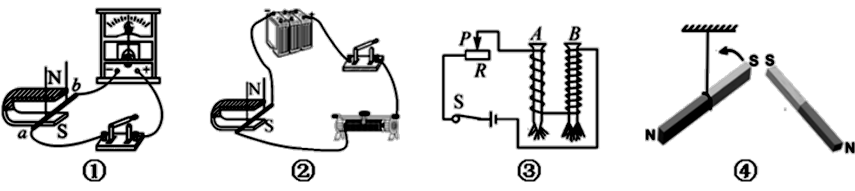 N b
S
a
- +
①
- +
N
S
②
P
R
S
A B
③
S S
N
N
④